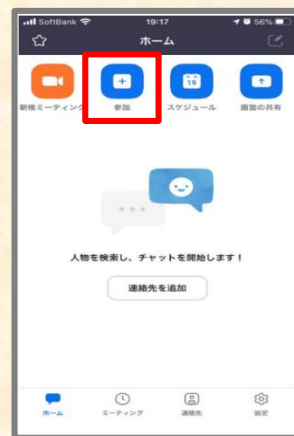 SoftBank 19:17 56%
ホーム
新規ミーティング 参加 スケジュール 画面の共有
19
人物を検索し、チャットを開始します！
連絡先を追加
ホーム ミーティング 連絡先 設定